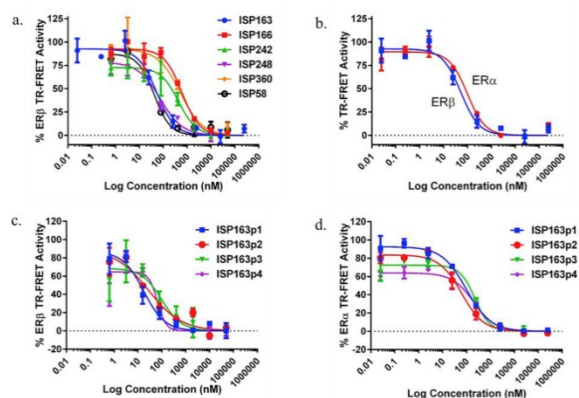 a.
% ERβ TR-FRET Activity
125
100
75
50
25
0
0.01
0.1
1
10
100
1000
10000
100000
1000000
Log Concentration (nM)
ISP163
ISP166
ISP242
ISP248
ISP360
ISP58
b.
% TR-FRET Activity
125
100
75
50
25
0
ERα
ERβ
0.01
0.1
1
10
100
1000
10000
100000
1000000
Log Concentration (nM)
c.
% ERβ TR-FRET Activity
120
100
80
60
40
20
0
0.01
0.1
1
10
100
1000
10000
100000
1000000
Log Concentration (nM)
ISP163p1
ISP163p2
ISP163p3
ISP163p4
d.
% ERα TR-FRET Activity
120
100
80
60
40
20
0
0.01
0.1
1
10
100
1000
10000
100000
1000000
Log Concentration (nM)
ISP163p1
ISP163p2
ISP163p3
ISP163p4